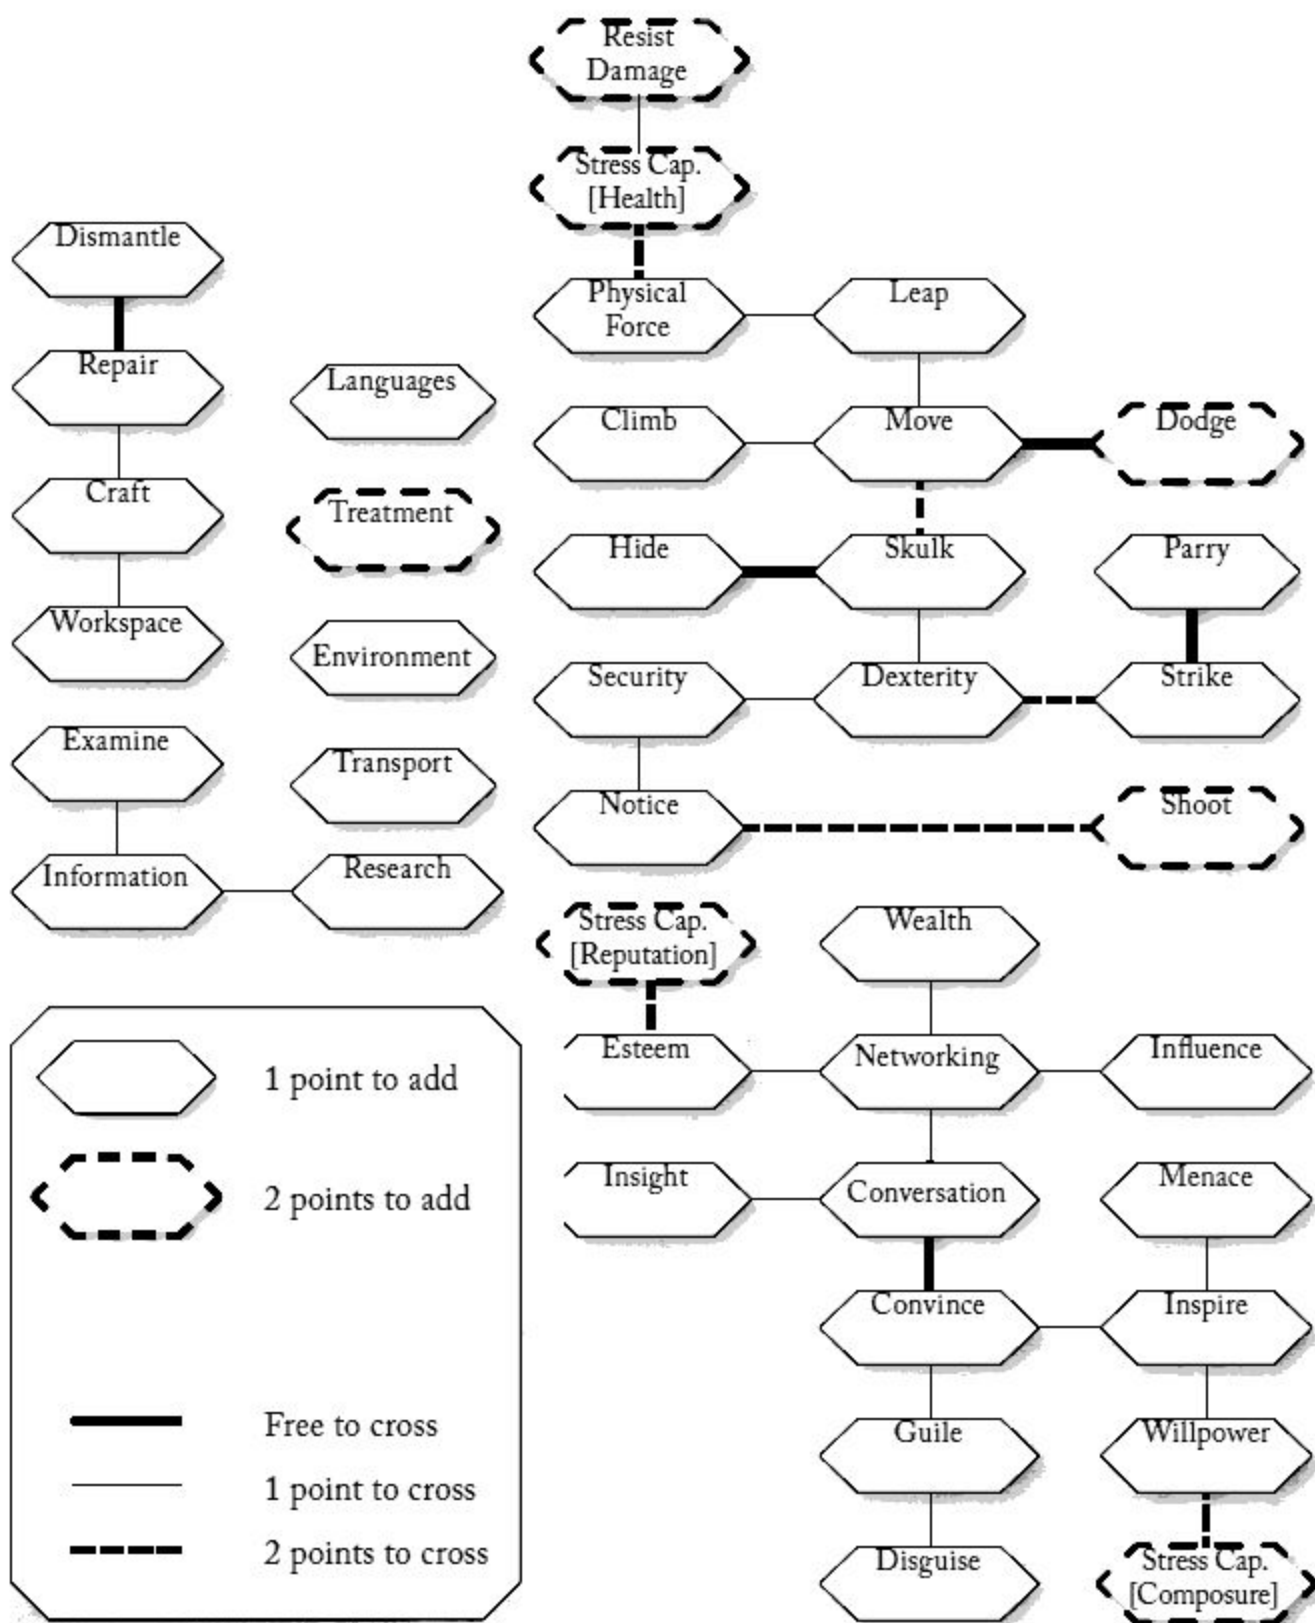 Resist
Damage
Stress Cap.
[Health]
Dismantle
Physical
Force
Leap
Repair
Languages
Climb
Move
Dodge
Craft
Treatment
Hide
Skulk
Parry
Workspace
Environment
Security
Dexterity
Strike
Examine
Transport
Notice
Shoot
Information
Research
Stress Cap.
[Reputation]
Wealth
Esteem
Networking
Influence
Insight
Conversation
Menace
Convince
Inspire
Guile
Willpower
Disguise
Stress Cap.
[Composure]
1 point to add
2 points to add
Free to cross
1 point to cross
2 points to cross